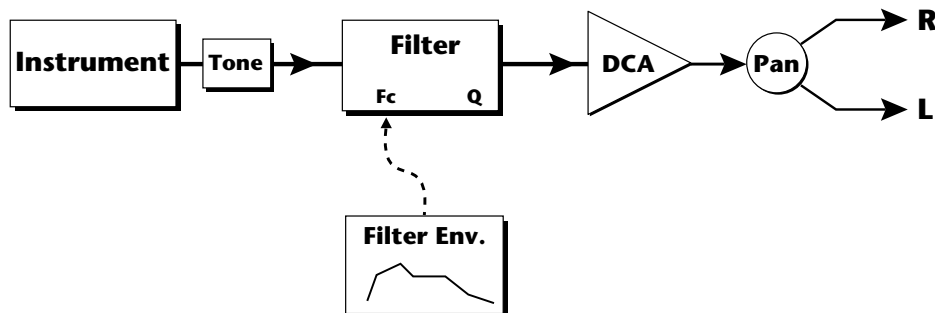 Instrument
Tone
Filter
Fc Q
DCA
Pan
R
L
Filter Env.